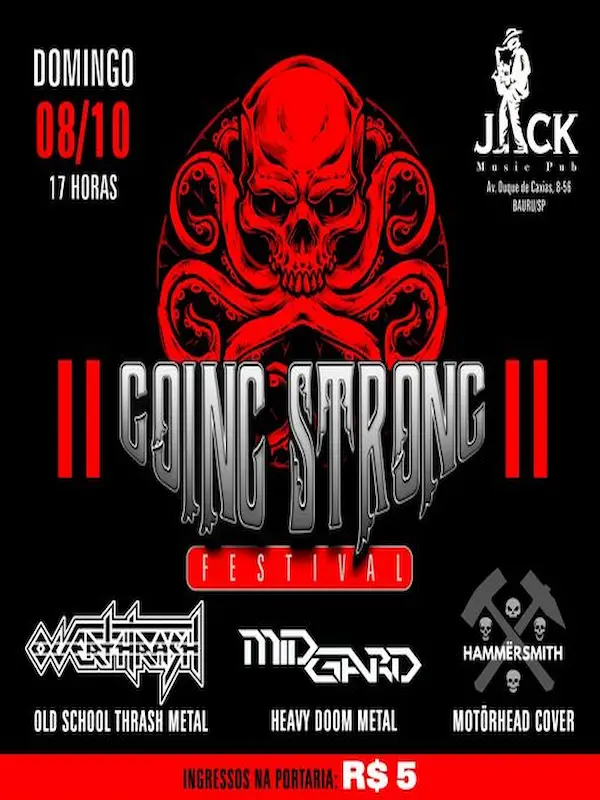 DOMINGO
08/10
17 HORAS
JACK
Music Pub
Av. Duque de Caxias, 8-56
BAURU/SP
II GOING STRONG II
FESTIVAL
OVERTHRASH
OLD SCHOOL THRASH METAL
MIDGARD
HEAVY DOOM METAL
HAMMËRSMITH
MOTÖRHEAD COVER
INGRESSOS NA PORTARIA: R$ 5